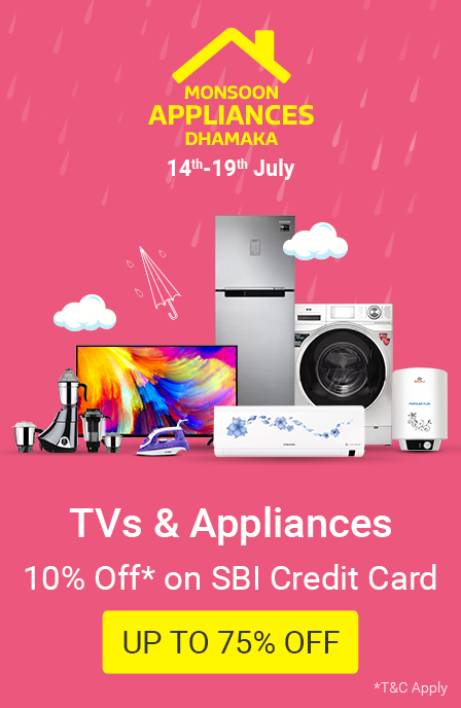 MONSOON
APPLIANCES
DHAMAKA
14th-19th July
TVs & Appliances
10% Off* on SBI Credit Card
UP TO 75% OFF
*T&C Apply